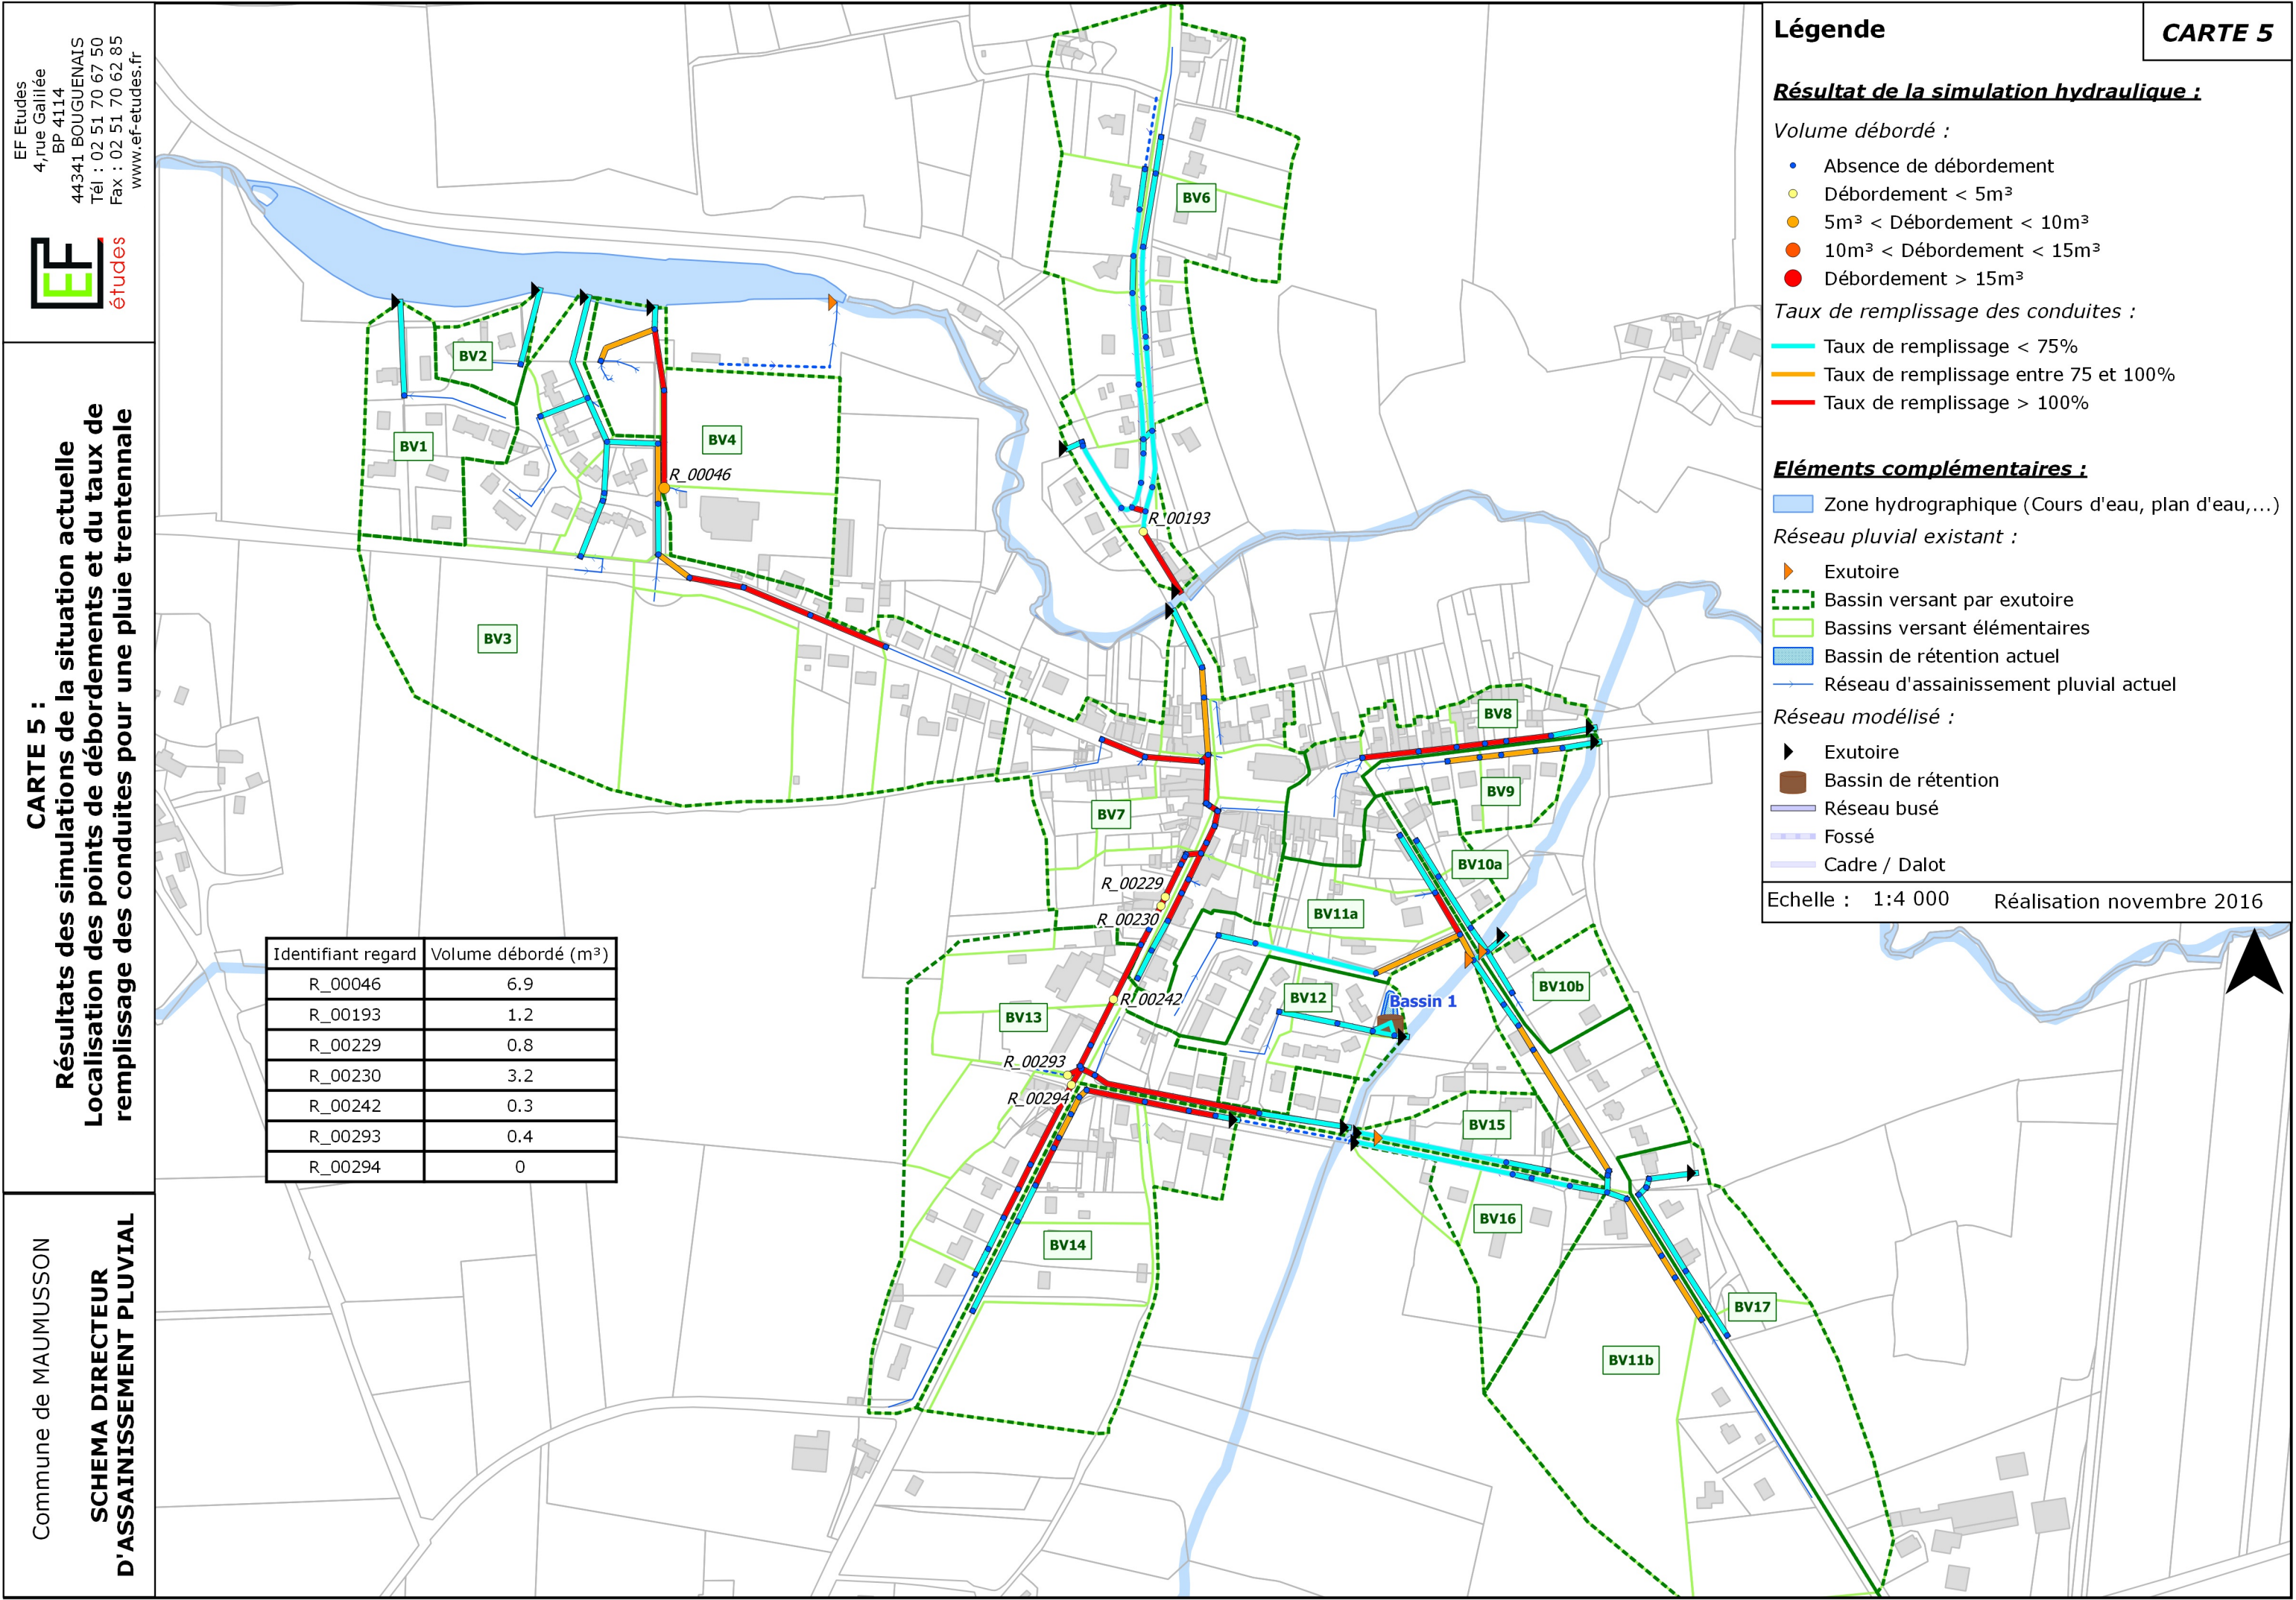 EF Etudes
4,rue Galilée
BP 4114
44341 BOUGUENAIS
Tél : 02 51 70 67 50
Fax : 02 51 70 62 85
www.ef-etudes.fr
EF
études
CARTE 5 :
Résultats des simulations de la situation actuelle
Localisation des points de débordements et du taux de
remplissage des conduites pour une pluie trentennale
Commune de MAUMUSSON
SCHEMA DIRECTEUR
D'ASSAINISSEMENT PLUVIAL
Légende
CARTE 5
Résultat de la simulation hydraulique :
Volume débordé :
Absence de débordement
Débordement < 5m³
5m³ < Débordement < 10m³
10m³ < Débordement < 15m³
Débordement > 15m³
Taux de remplissage des conduites :
Taux de remplissage < 75%
Taux de remplissage entre 75 et 100%
Taux de remplissage > 100%
Eléments complémentaires :
Zone hydrographique (Cours d'eau, plan d'eau,...)
Réseau pluvial existant :
Exutoire
Bassin versant par exutoire
Bassins versant élémentaires
Bassin de rétention actuel
Réseau d'assainissement pluvial actuel
Réseau modélisé :
Exutoire
Bassin de rétention
Réseau busé
Fossé
Cadre / Dalot
Echelle : 1:4 000 Réalisation novembre 2016
BV6
BV2
BV1
BV4
R_00046
R_00193
BV3
BV8
BV9
BV7
BV10a
R_00229
R_00230
BV11a
BV10b
BV12
Bassin 1
R_00242
BV13
R_00293
R_00294
BV15
BV16
BV14
BV17
BV11b
Identifiant regard Volume débordé (m³)
R_00046 6.9
R_00193 1.2
R_00229 0.8
R_00230 3.2
R_00242 0.3
R_00293 0.4
R_00294 0